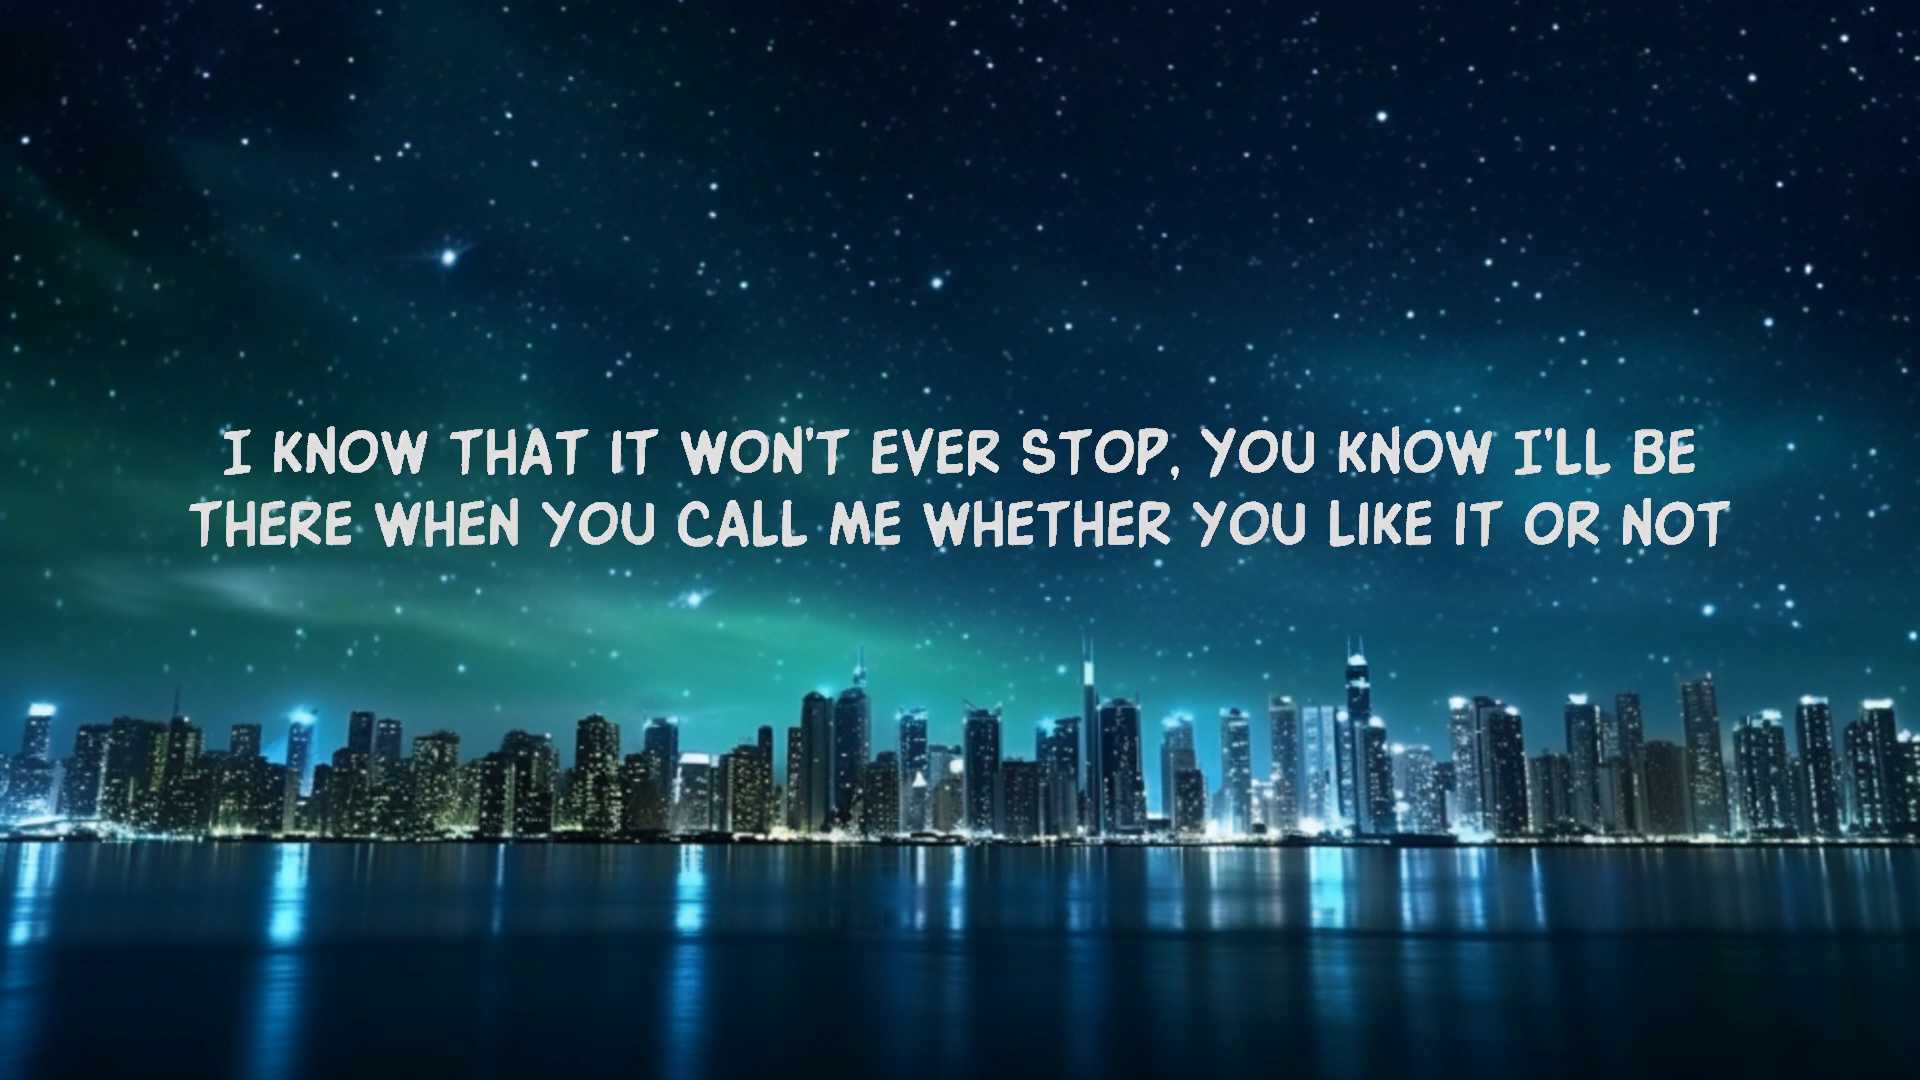 I KNOW THAT IT WON'T EVER STOP, YOU KNOW I'LL BE
THERE WHEN YOU CALL ME WHETHER YOU LIKE IT OR NOT